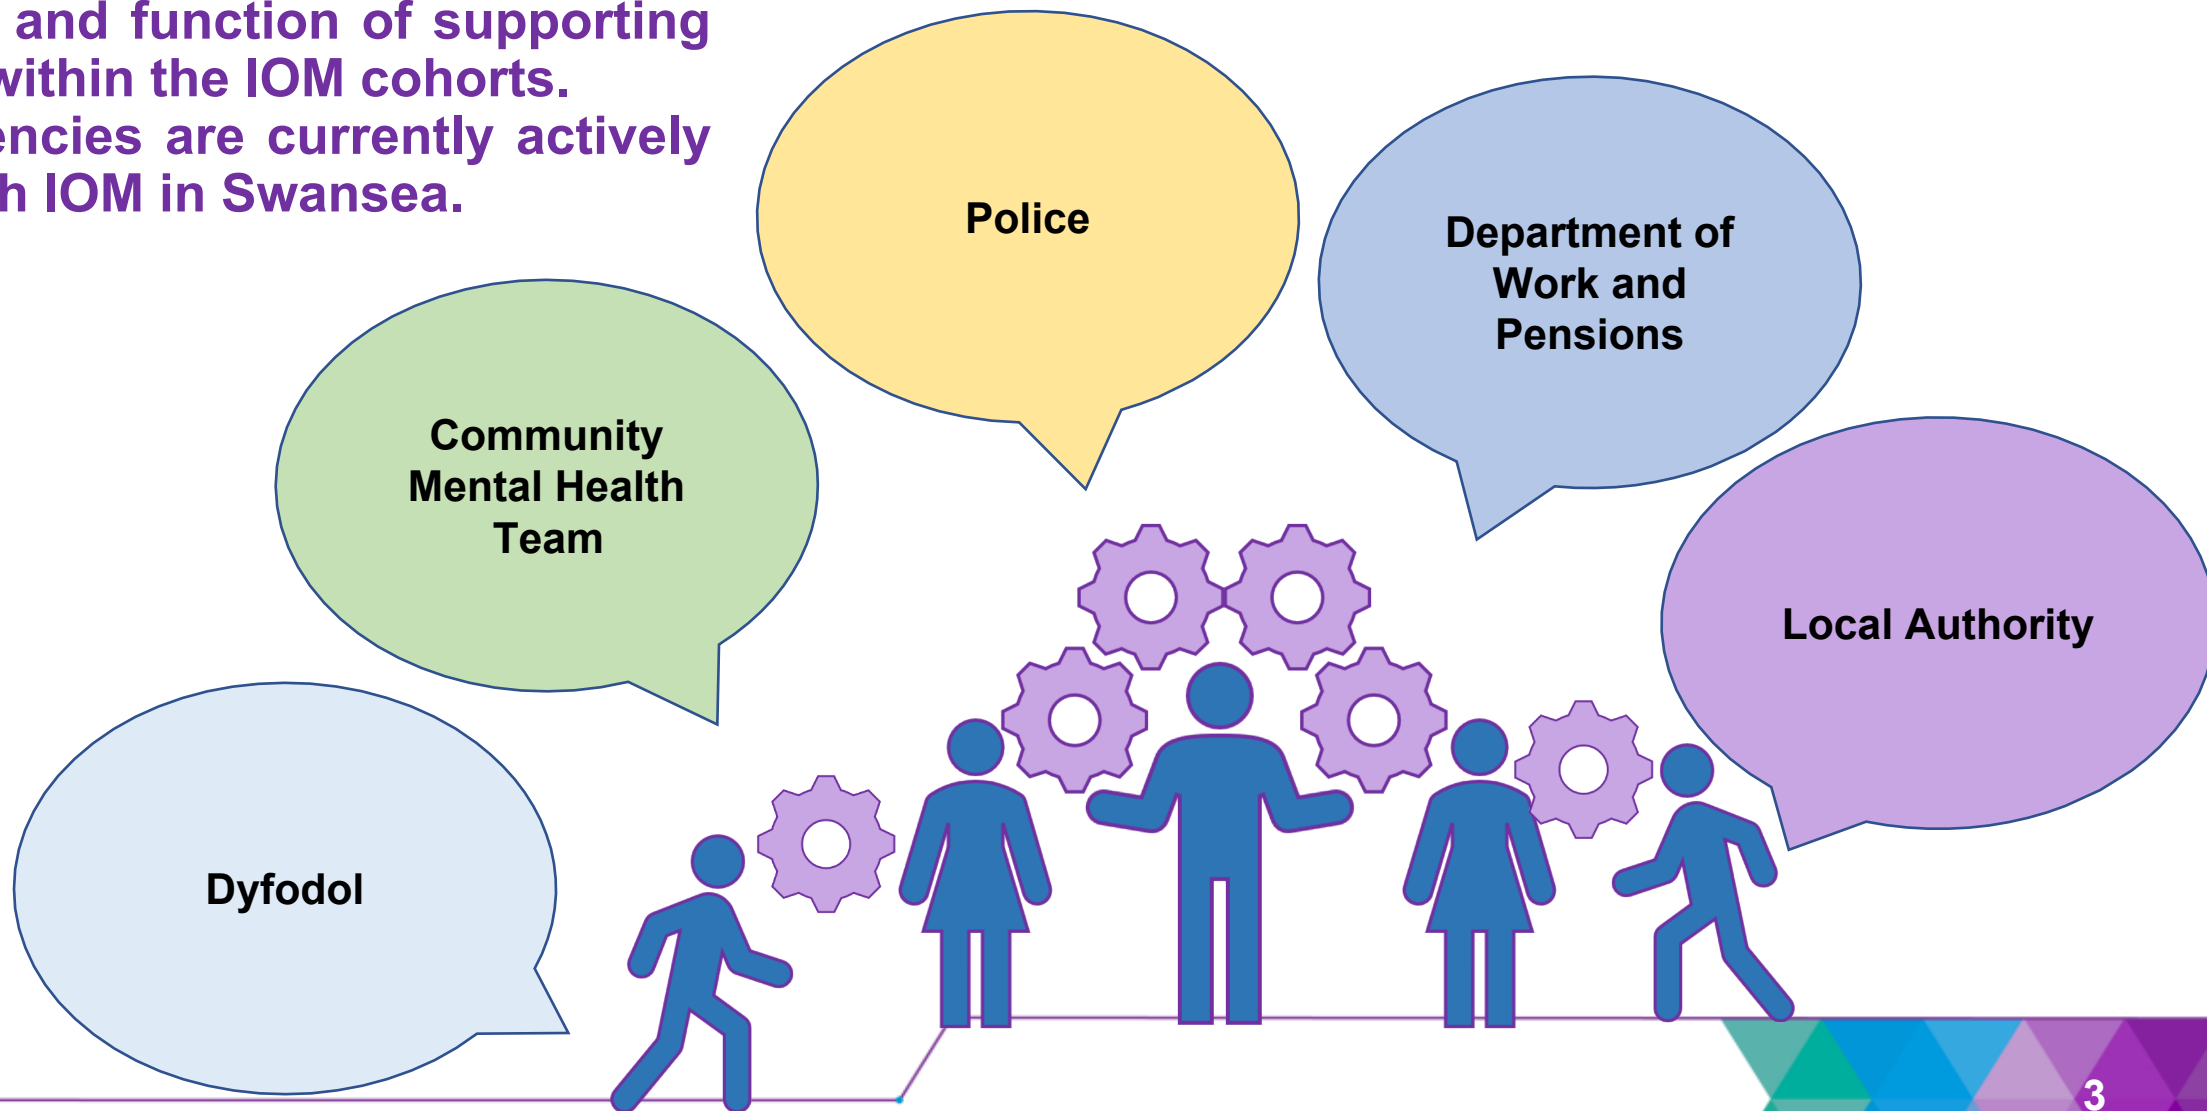 and function of supporting
within the IOM cohorts.
encies are currently actively
h IOM in Swansea.
Police
Department of
Work and
Pensions
Community
Mental Health
Team
Local Authority
Dyfodol
3